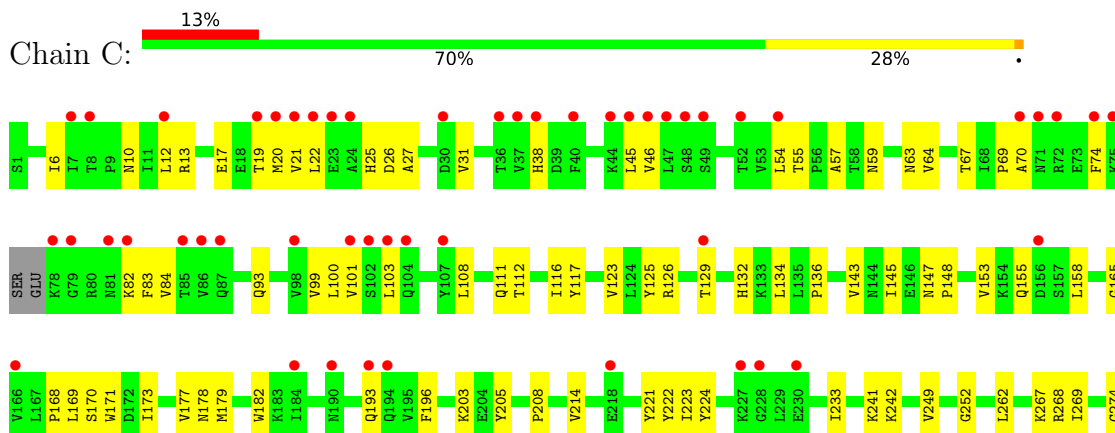 13%
Chain C:
70% 28% •
S1 I6 I7 T8 P9 N10 I11 L12 R13 E17 E18 T19 M20 V21 L22 E23 A24 H25 D26 A27 D30 V31 T36 V37 H38 D39 F40 K44 L45 V46 L47 S48 S49 T52 V53 L54 T55 P56 A57 T58 N59 N63 V64 T67 I68 P69 A70 N71 R72 E73 F74 K75
SER GLU K78 G79 R80 N81 K82 F83 V84 T85 V86 Q87 Q93 V98 V99 L100 V101 S102 L103 Q104 Y107 L108 Q111 T112 I116 Y117 V123 L124 Y125 R126 T129 H132 K133 L134 L135 P136 V143 N144 I145 E146 N147 P148 V153 K154 Q155 D156 S157 L158
V166 L167 P168 L169 S170 W171 D172 I173 V177 N178 M179 W182 K183 I184 N190 Q193 Q194 V195 F196 K203 E204 Y205 P208 V214 E218 Y221 Y222 I223 Y224 K227 G228 L229 E230 I233 K241 K242 V249 G252 L262 K267 R268 I269